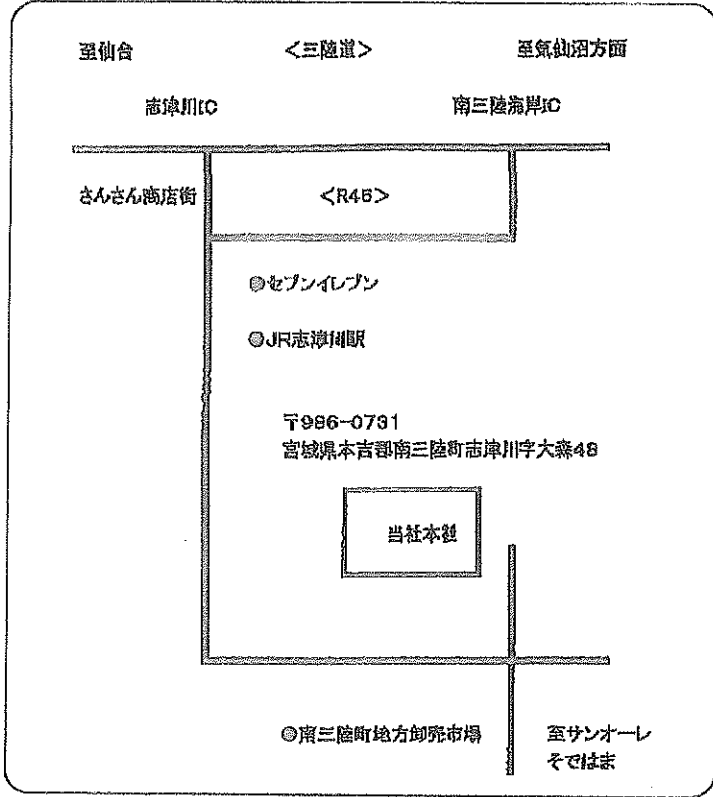 至仙台
<三陸道>
至気仙沼方面
志津川IC
南三陸海岸IC
さんさん商店街
<R45>
セブンイレブン
JR志津川駅
〒986-0781
宮城県本吉郡南三陸町志津川字大森48
当社本社
南三陸町地方卸売市場
至サンオーレ
そではま